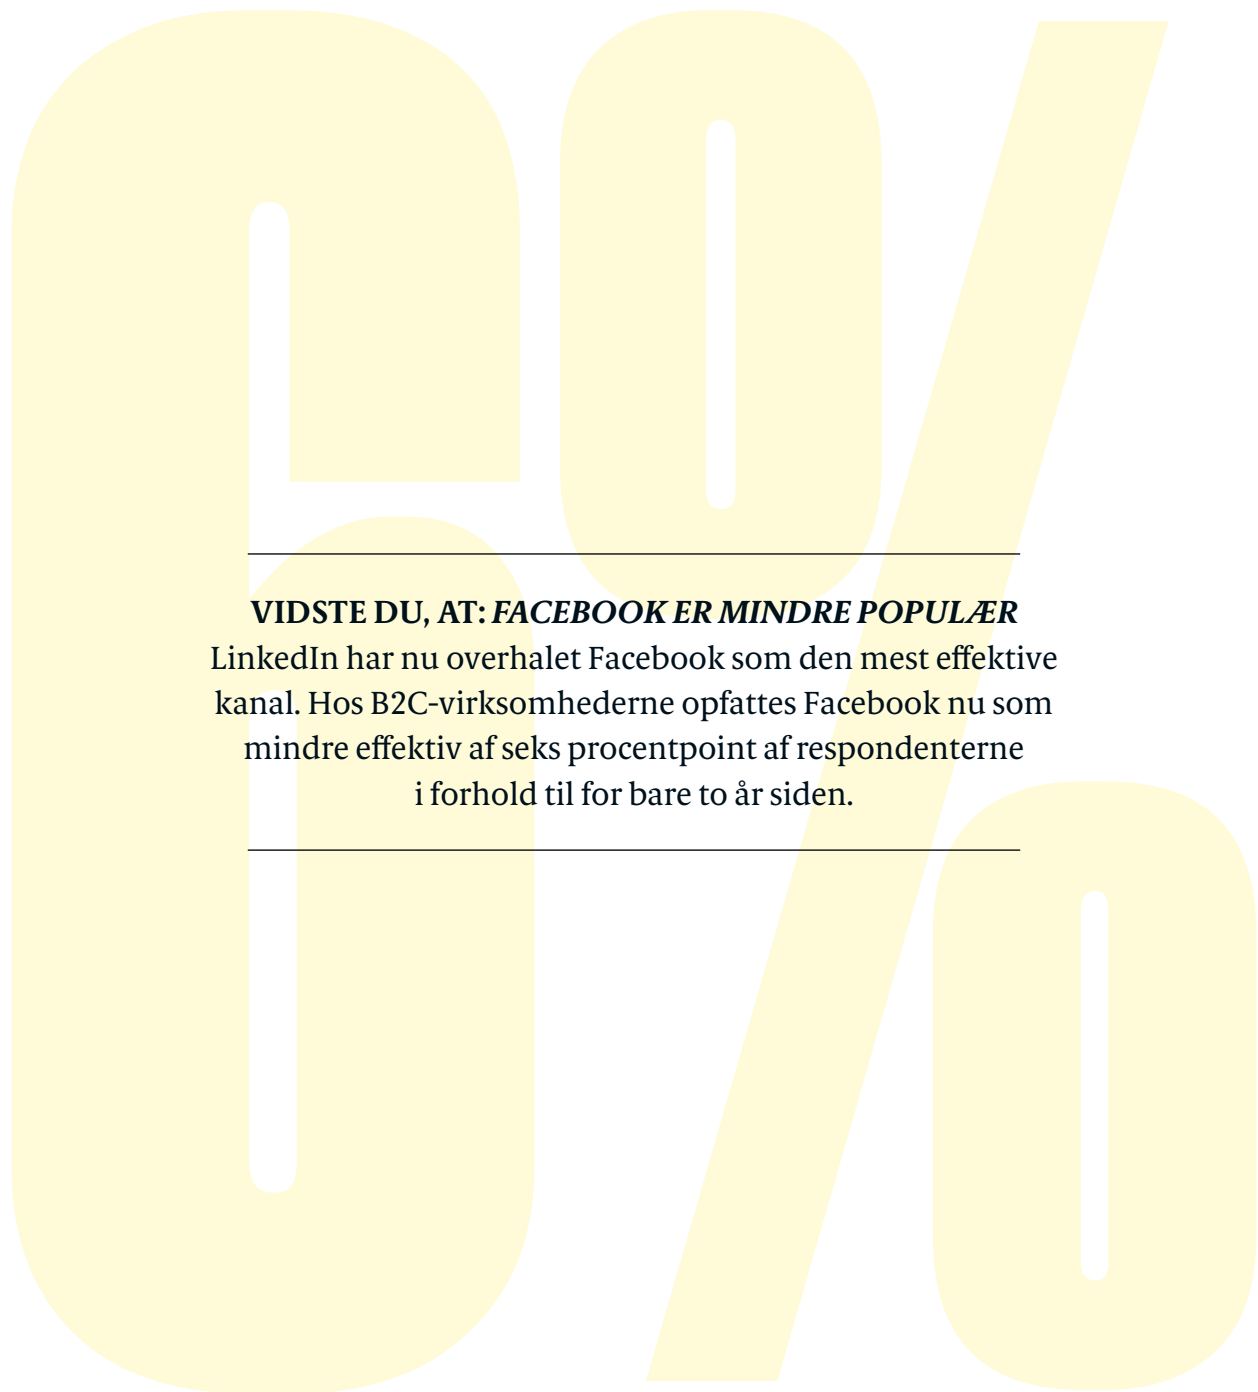 6%
VIDSTE DU, AT: FACEBOOK ER MINDRE POPULÆR
LinkedIn har nu overhalet Facebook som den mest effektive
kanal. Hos B2C-virksomhederne opfattes Facebook nu som
mindre effektiv af seks procentpoint af respondenterne
i forhold til for bare to år siden.